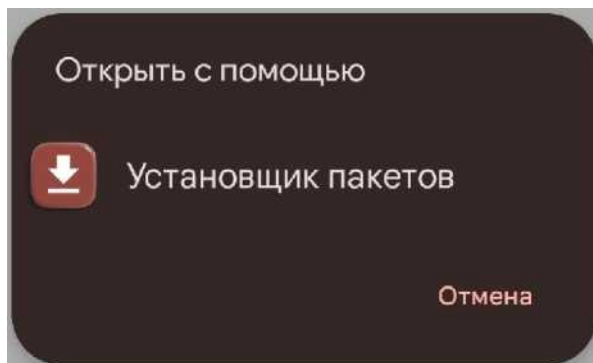 Открыть с помощью
Установщик пакетов
Отмена